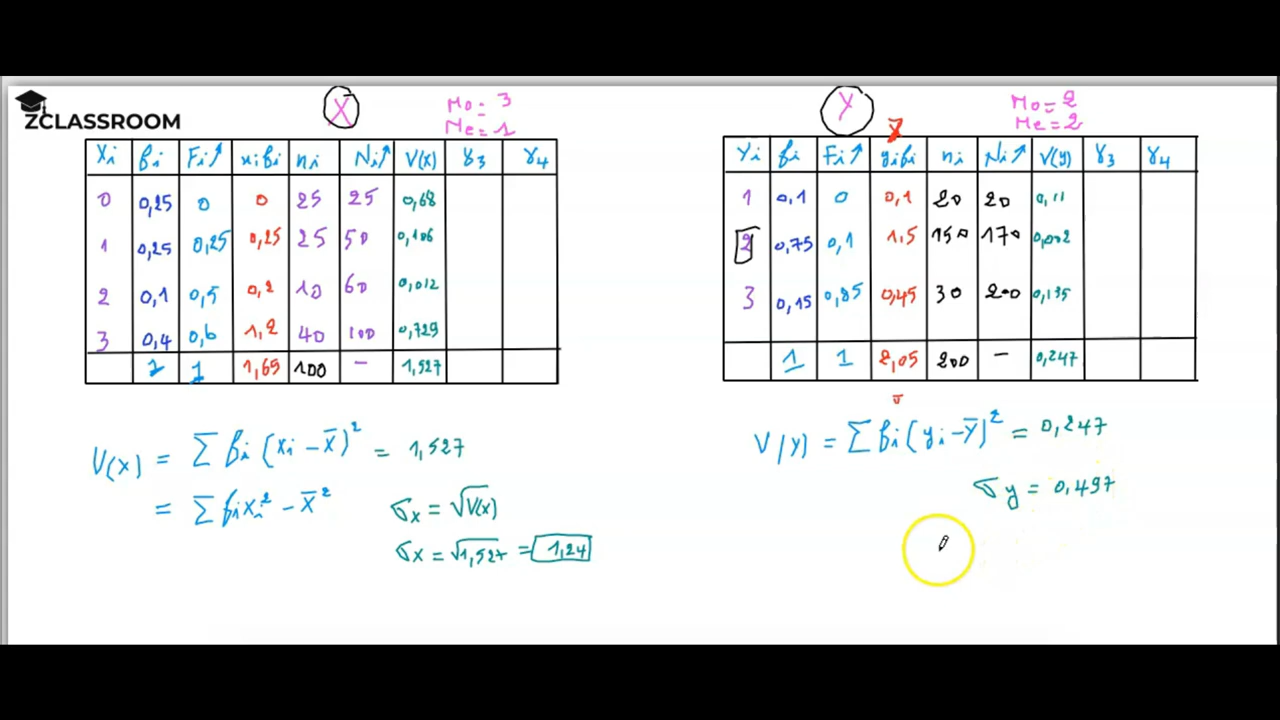 ZCLASSROOM
X
Mo = 3
Me = 1
xi fi Fi↑ xifi ni Ni↑ V(x) γ3 γ4
0 0,25 0 0 25 25 0,68
1 0,25 0,25 0,25 25 50 0,106
2 0,1 0,5 0,2 10 60 0,012
3 0,4 0,6 1,2 40 100 0,729
1 1 1,65 100 - 1,527
V(x) = Σ fi (xi - x̄)² = 1,527
= Σ fixi² - x̄²
σx = √V(x)
σx = √1,527 = 1,24
Y
Mo = 2
Me = 2
Yi fi Fi↑ yifi ni Ni↑ V(y) γ3 γ4
1 0,1 0 0,1 20 20 0,11
2 0,75 0,1 1.5 150 170 0,002
3 0,15 0,85 0,45 30 200 0,135
1 1 2,05 200 - 0,247
V(y) = Σ fi (yi - ȳ)² = 0,247
σy = 0,497